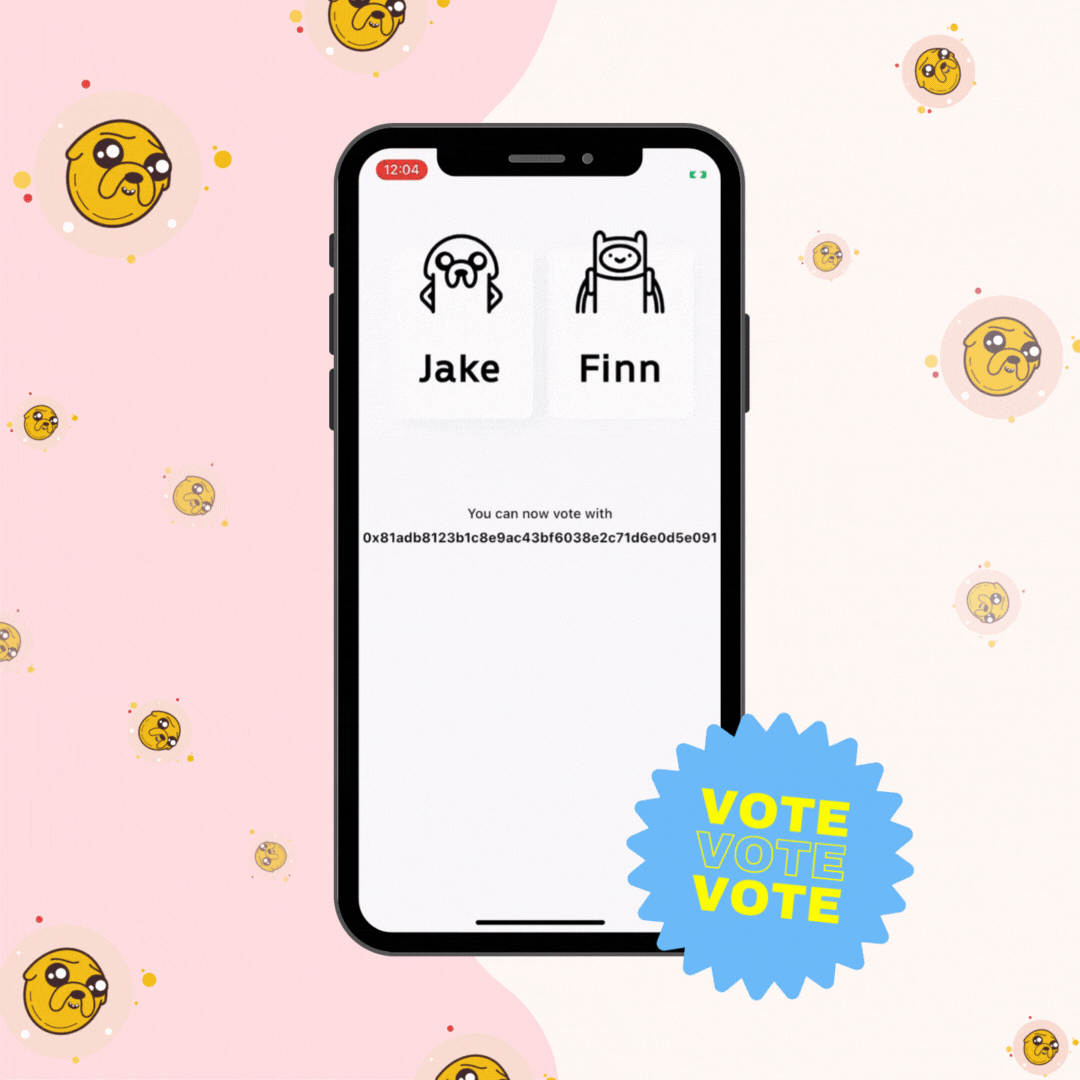 12:04
Jake
Finn
You can now vote with
0x81adb8123b1c8e9ac43bf6038e2c71d6e0d5e091
VOTE
VOTE
VOTE